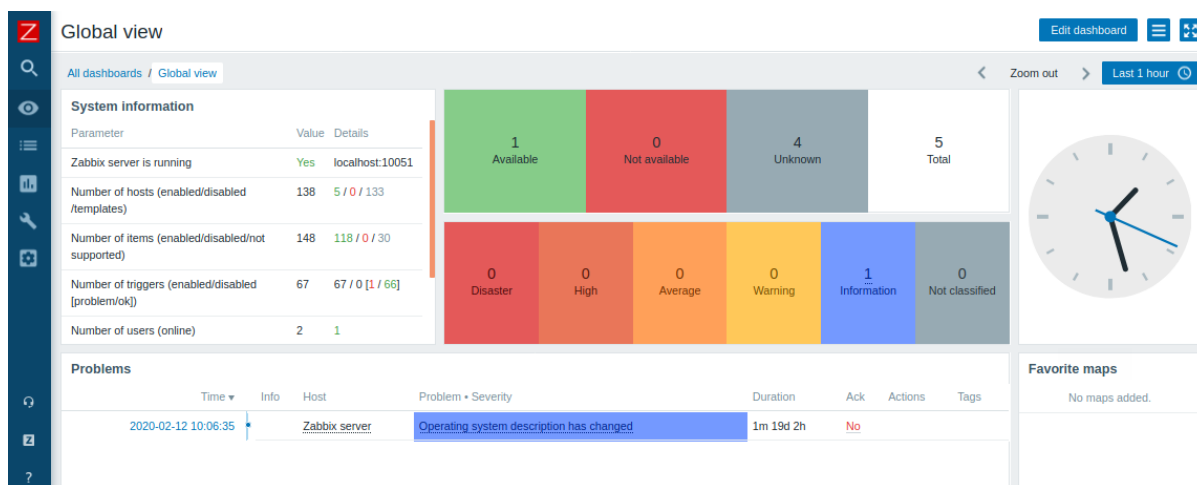 Z
Global view
Edit dashboard
All dashboards / Global view
Zoom out
Last 1 hour
System information
Parameter Value Details
Zabbix server is running Yes localhost:10051
Number of hosts (enabled/disabled
/templates) 138 5 / 0 / 133
Number of items (enabled/disabled/not
supported) 148 118 / 0 / 30
Number of triggers (enabled/disabled
[problem/ok]) 67 67 / 0 [1 / 66]
Number of users (online) 2 1
1 0 4 5
Available Not available Unknown Total
0 0 0 0 1 0
Disaster High Average Warning Information Not classified
Problems
Time Info Host Problem • Severity Duration Ack Actions Tags
2020-02-12 10:06:35 Zabbix server Operating system description has changed 1m 19d 2h No
Favorite maps
No maps added.
Z
?